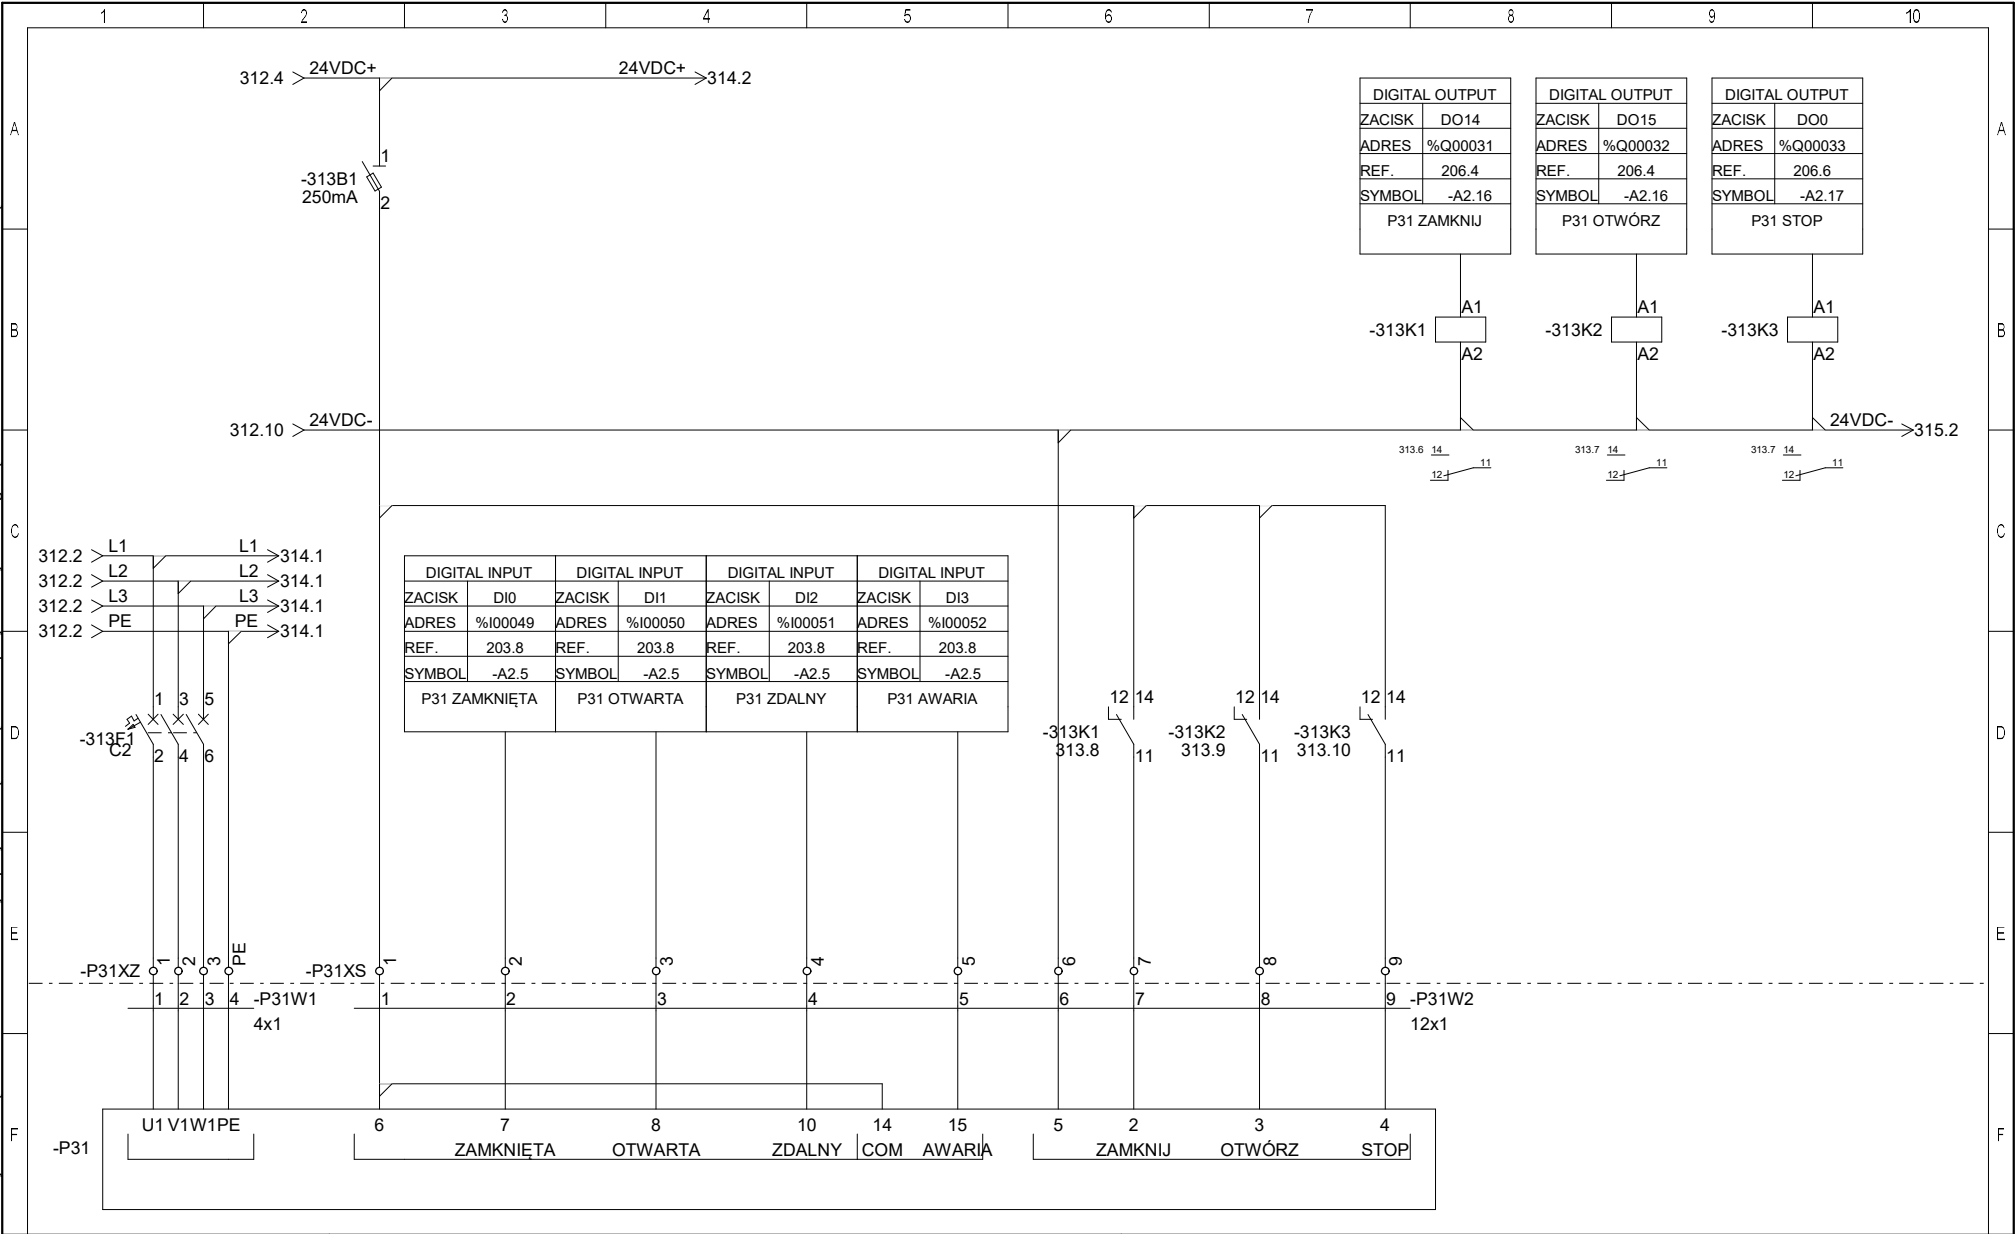 1 2 3 4 5 6 7 8 9 10
312.4 24VDC+ 24VDC+ 314.2
A A
1
-313B1
250mA
2
DIGITAL OUTPUT DIGITAL OUTPUT DIGITAL OUTPUT
ZACISK DO14 ZACISK DO15 ZACISK DO0
ADRES %Q00031 ADRES %Q00032 ADRES %Q00033
REF. 206.4 REF. 206.4 REF. 206.6
SYMBOL -A2.16 SYMBOL -A2.16 SYMBOL -A2.17
P31 ZAMKNIJ P31 OTWÓRZ P31 STOP
A1 A1 A1
B -313K1 -313K2 -313K3 B
A2 A2 A2
312.10 24VDC- 24VDC- 315.2
313.6 14 313.7 14 313.7 14
12 11 12 11 12 11
C C
312.2 L1 L1 314.1
312.2 L2 L2 314.1
312.2 L3 L3 314.1
312.2 PE PE 314.1
DIGITAL INPUT DIGITAL INPUT DIGITAL INPUT DIGITAL INPUT
ZACISK DI0 ZACISK DI1 ZACISK DI2 ZACISK DI3
ADRES %I00049 ADRES %I00050 ADRES %I00051 ADRES %I00052
REF. 203.8 REF. 203.8 REF. 203.8 REF. 203.8
SYMBOL -A2.5 SYMBOL -A2.5 SYMBOL -A2.5 SYMBOL -A2.5
P31 ZAMKNIĘTA P31 OTWARTA P31 ZDALNY P31 AWARIA
1 3 5 12 14 12 14 12 14
D -313F1 -313K1 -313K2 -313K3 D
C2 313.8 313.9 313.10
2 4 6 11 11 11
E E
-P31XZ 1 2 3 PE -P31XS 1 2 3 4 5 6 7 8 9
1 2 3 4 -P31W1 1 2 3 4 5 6 7 8 9 -P31W2
4x1 12x1
F F
U1 V1 W1 PE 6 7 8 10 14 15 5 2 3 4
-P31 ZAMKNIĘTA OTWARTA ZDALNY COM AWARIA ZAMKNIJ OTWÓRZ STOP